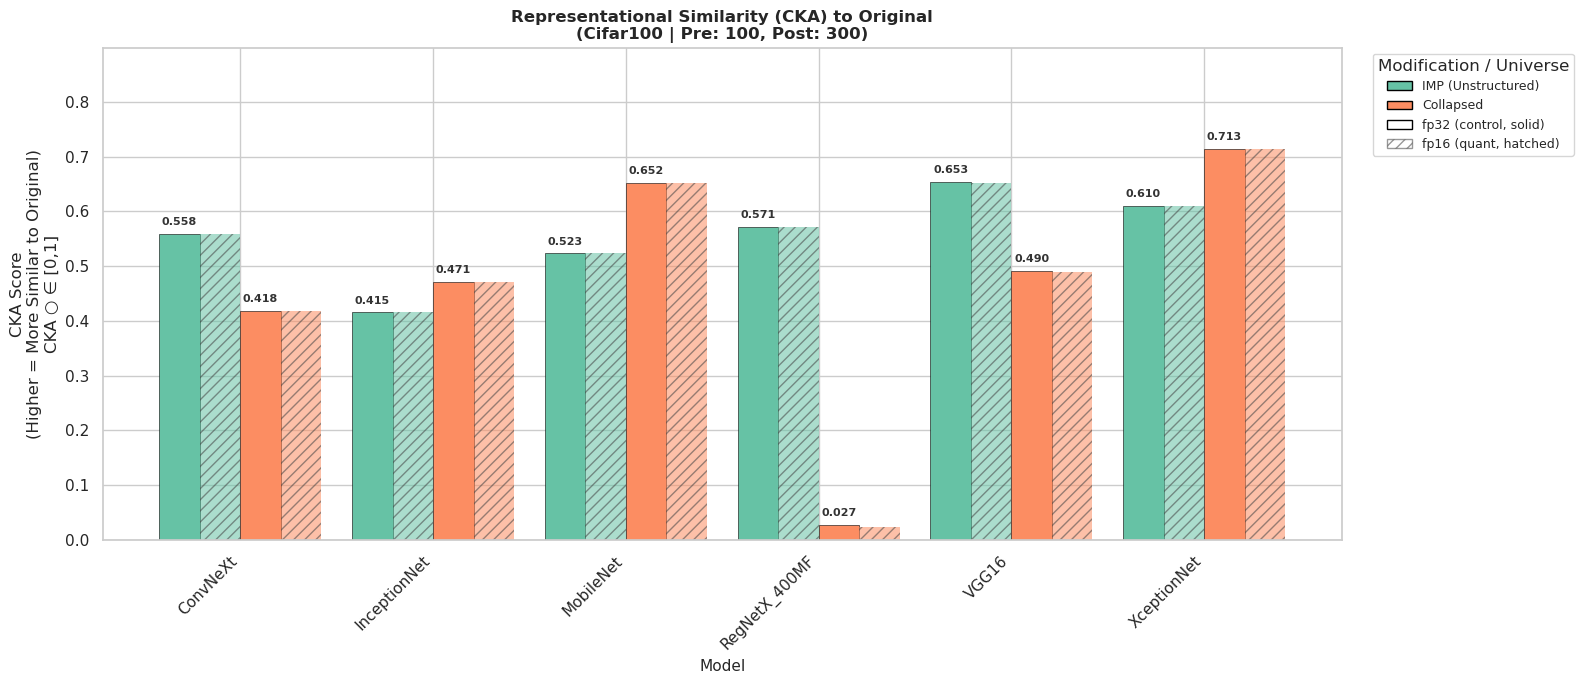 Representational Similarity (CKA) to Original
(Cifar100 | Pre: 100, Post: 300)
CKA Score
(Higher = More Similar to Original)
CKA ○ ∈ [0,1]
0.8
0.7
0.6
0.5
0.4
0.3
0.2
0.1
0.0
0.558
0.418
0.415
0.471
0.523
0.652
0.571
0.027
0.653
0.490
0.610
0.713
ConvNeXt
InceptionNet
MobileNet
RegNetX_400MF
VGG16
XceptionNet
Model
Modification / Universe
IMP (Unstructured)
Collapsed
fp32 (control, solid)
fp16 (quant, hatched)